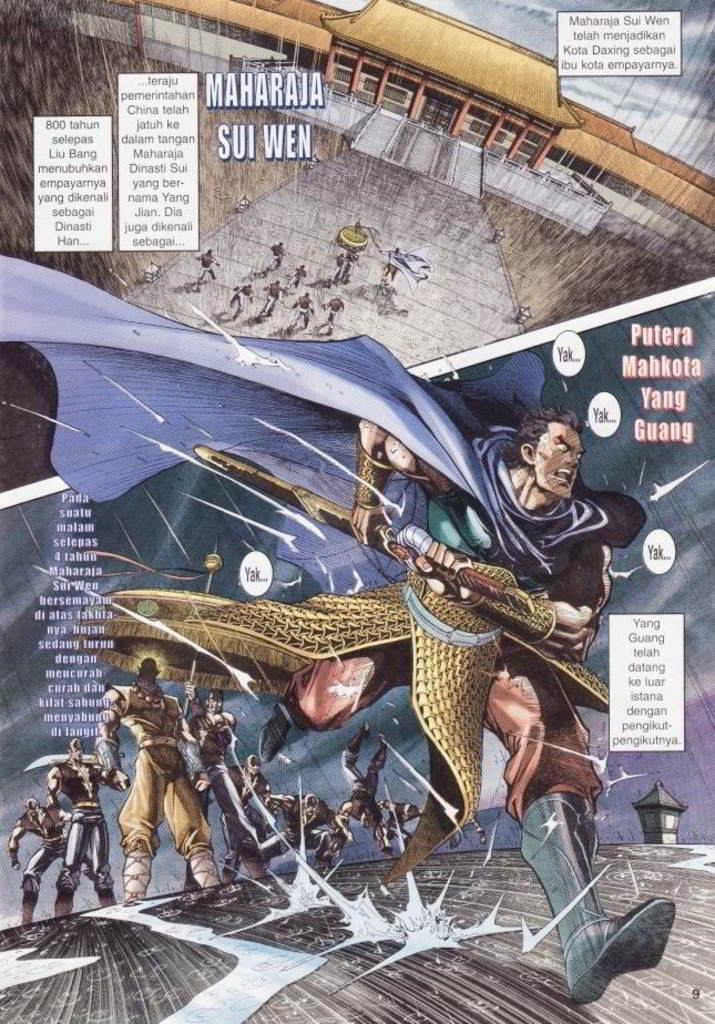 Maharaja Sui Wen
telah menjadikan
Kota Daxing sebagai
ibu kota empayarnya.
800 tahun
selepas
Liu Bang
menubuhkan
empayarnya
yang dikenali
sebagai
Dinasti
Han...
...teraju
pemerintahan
China telah
jatuh ke
dalam tangan
Maharaja
Dinasti Sui
yang ber-
nama Yang
Jian. Dia
juga dikenali
sebagai...
MAHARAJA
SUI WEN
Putera
Mahkota
Yang
Guang
Yak...
Yak...
Yak...
Yak...
Pada
suatu
malam
selepas
4 tahun
Maharaja
Sui Wen
bersemayam
di atas takhta-
nya, hujan
sedang turun
dengan
mencurah-
curah dan
kilat sabung
menyabung
di langit.
Yang
Guang
telah
datang
ke luar
istana
dengan
pengikut-
pengikutnya.
9